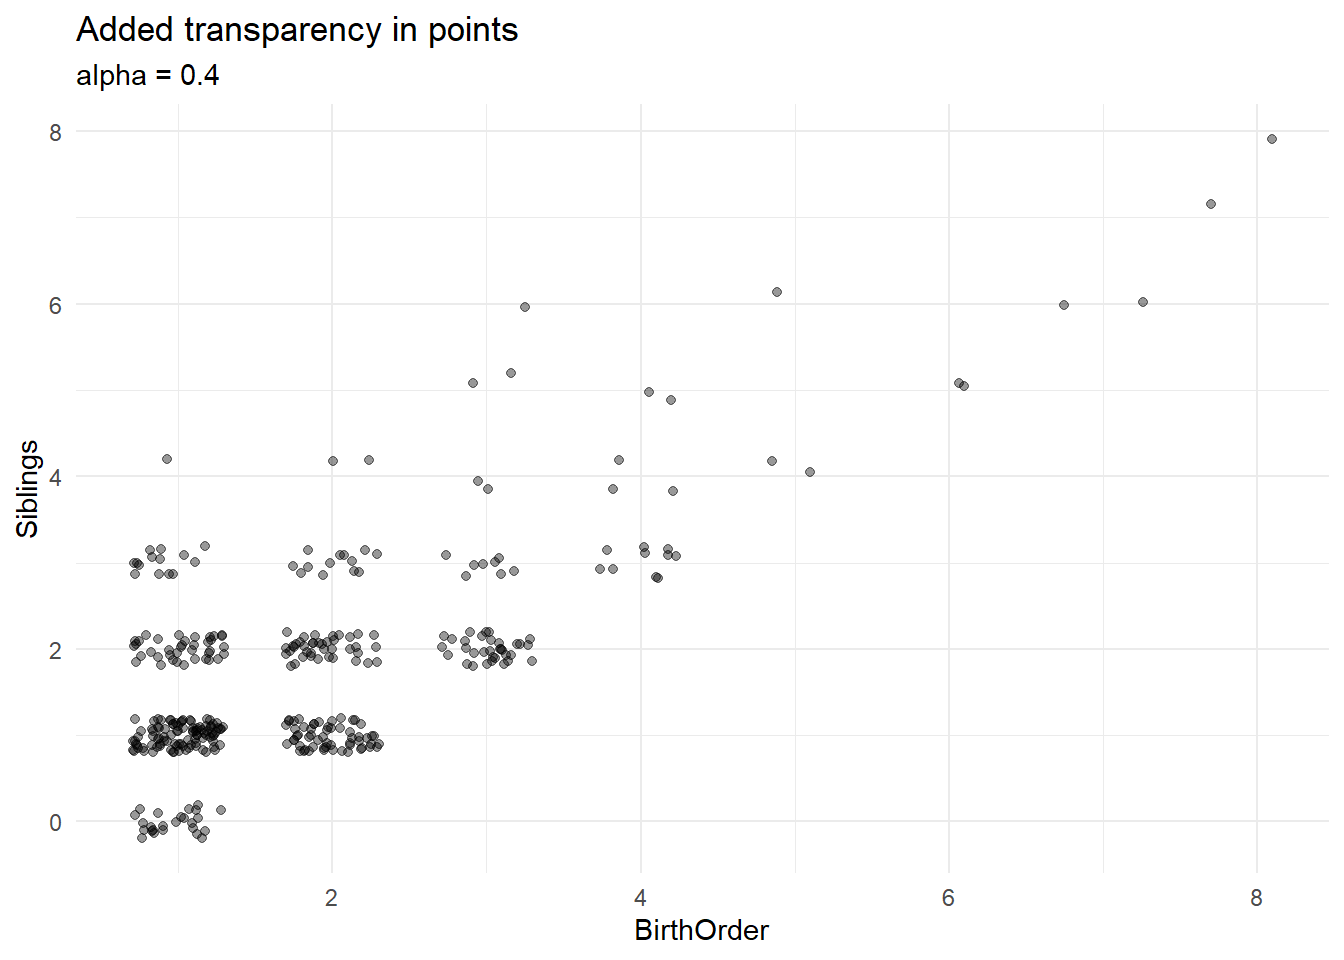 Added transparency in points
alpha = 0.4
8
6
4
2
0
Siblings
2 4 6 8
BirthOrder